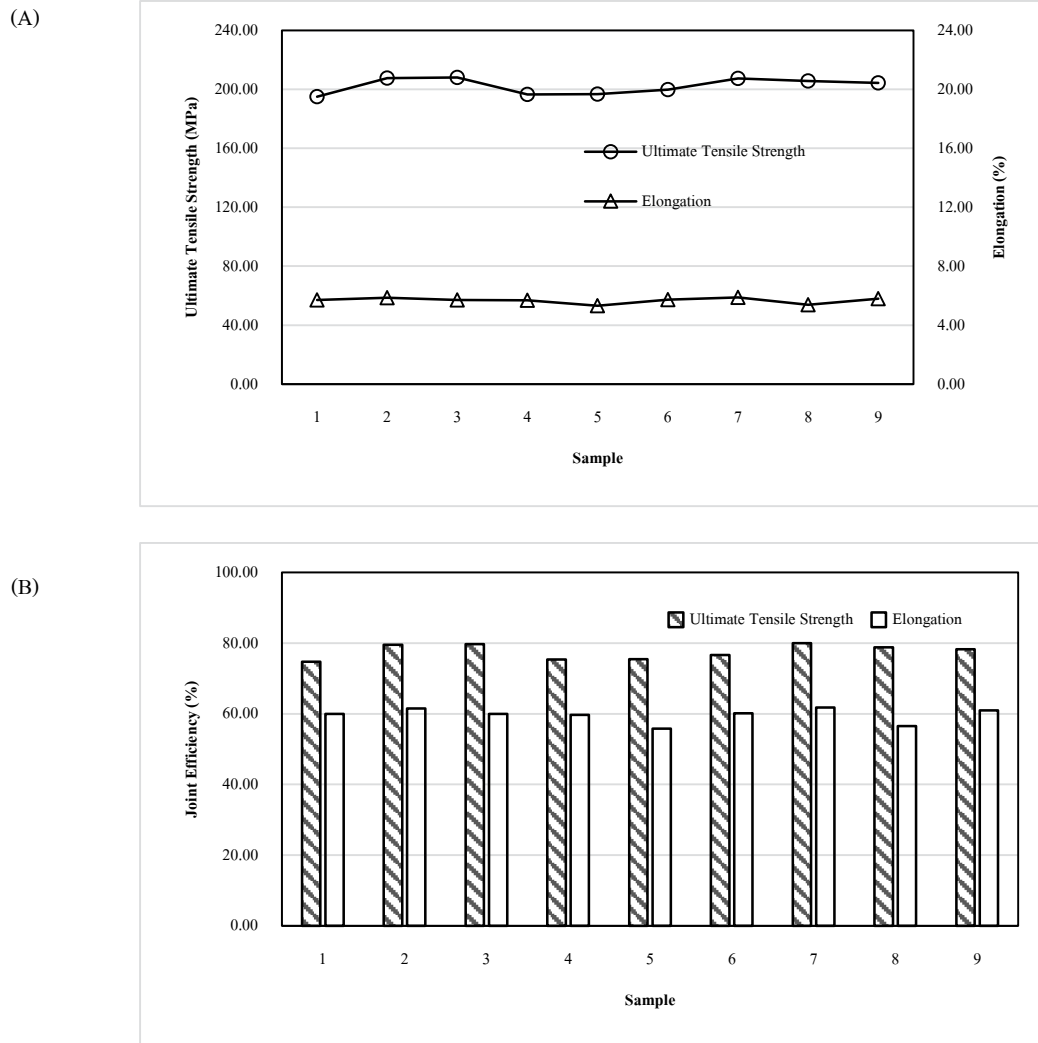 (A)
240.00
200.00
160.00
120.00
80.00
40.00
0.00
Ultimate Tensile Strength (MPa)
24.00
20.00
16.00
12.00
8.00
4.00
0.00
Elongation (%)
Ultimate Tensile Strength
Elongation
1 2 3 4 5 6 7 8 9
Sample
(B)
100.00
80.00
60.00
40.00
20.00
0.00
Joint Efficiency (%)
Ultimate Tensile Strength Elongation
1 2 3 4 5 6 7 8 9
Sample